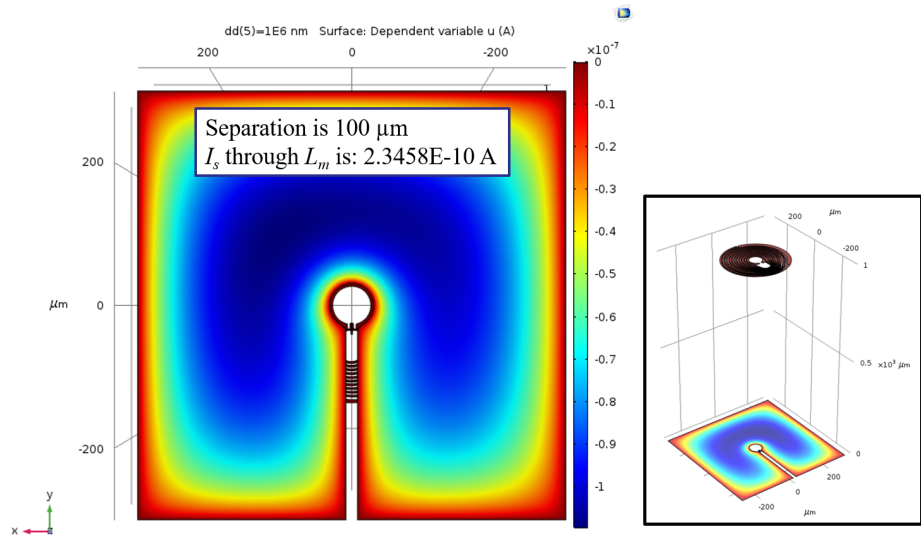 dd(5)=1E6 nm Surface: Dependent variable u (A)
200 0 -200
×10⁻⁷
1
Separation is 100 µm
Iₛ through Lₘ is: 2.3458E-10 A
200
µm 0
-200
y
x
0
-0.1
-0.2
-0.3
-0.4
-0.5
-0.6
-0.7
-0.8
-0.9
-1
µm
200
0
-200
1
0.5 ×10³ µm
0
200
0
-200
µm